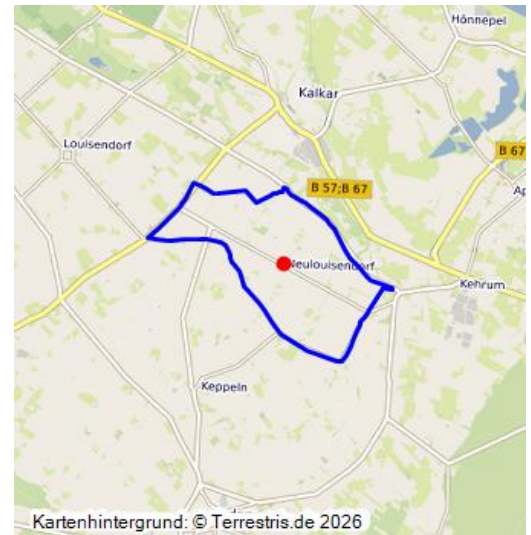 Hönnepel
Kalkar
Louisendorf
B 67
B 57;B 67
Neulouisendorf
Kehrum
Keppeln
Kartenhintergrund: © Terrestris.de 2026